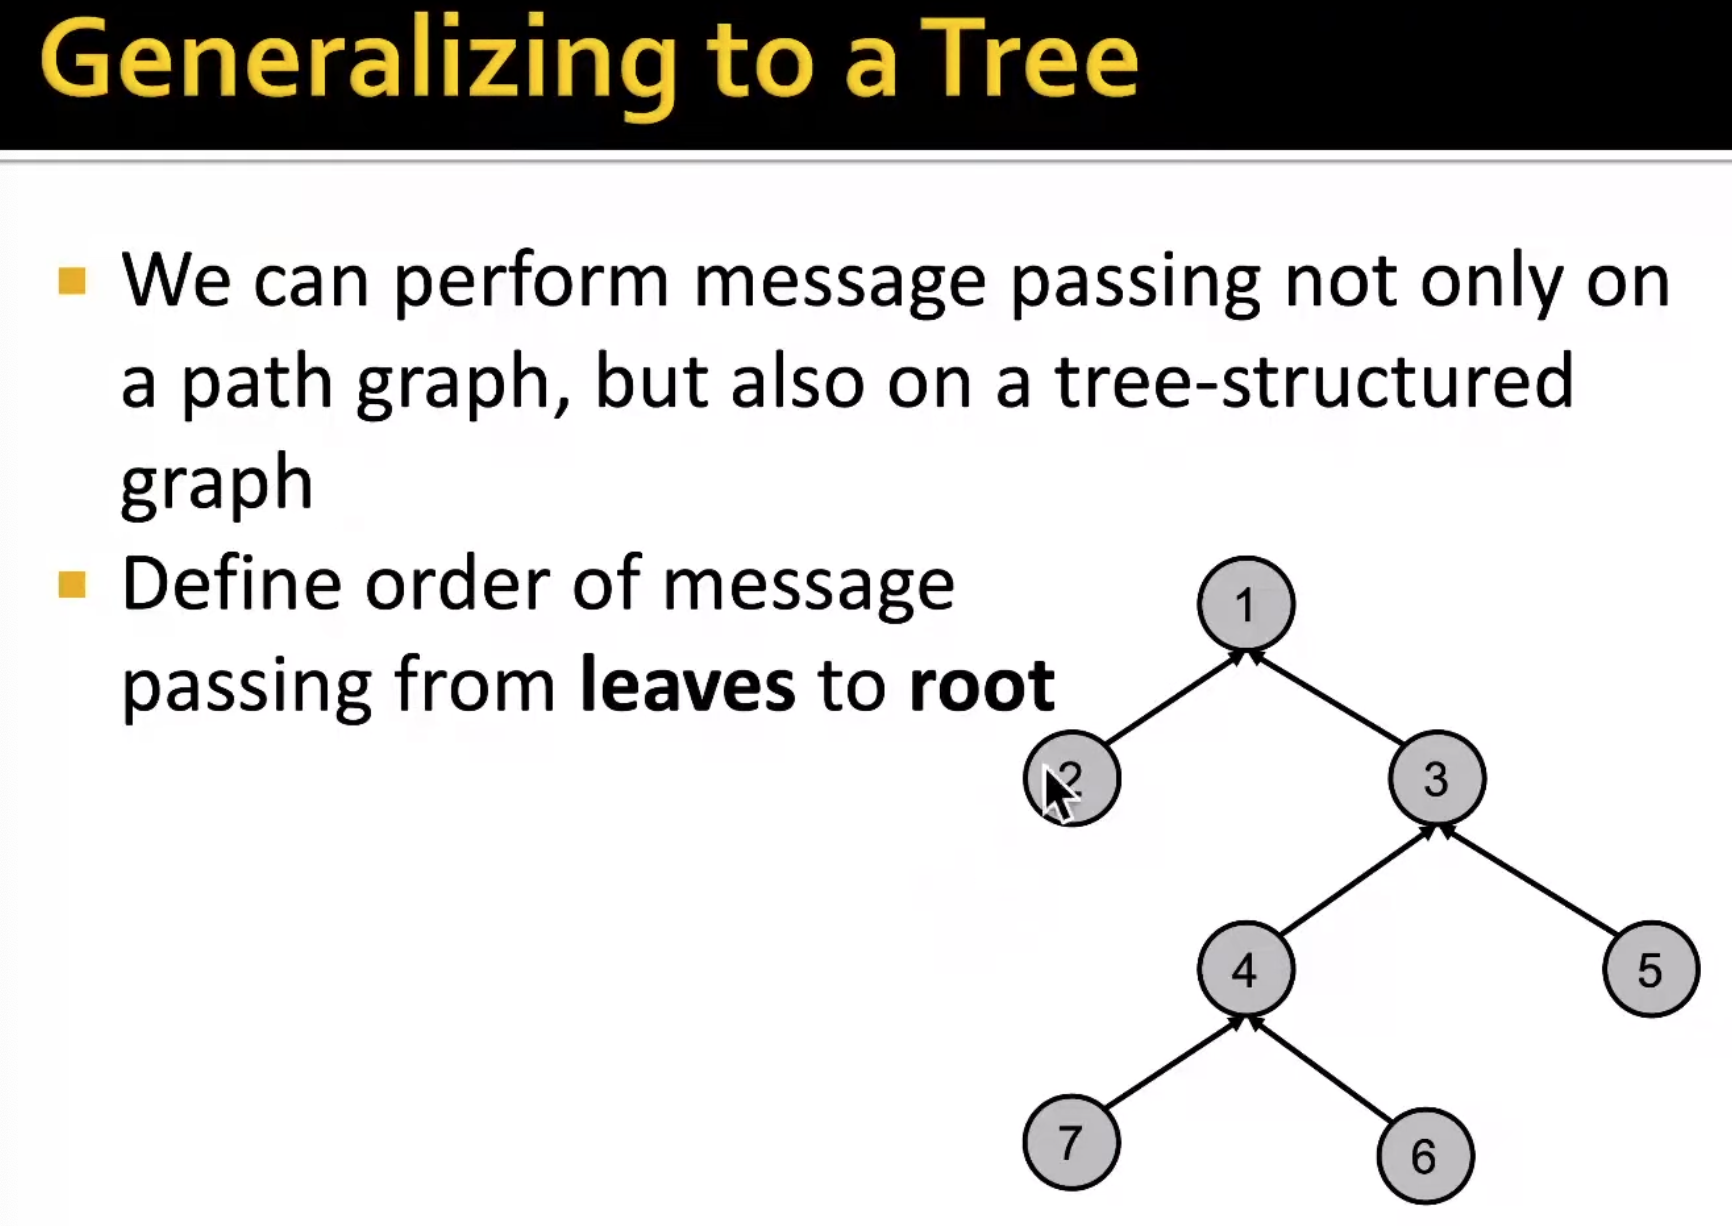 Generalizing to a Tree
We can perform message passing not only on
a path graph, but also on a tree-structured
graph
Define order of message
passing from leaves to root
1
2
3
4
5
7
6